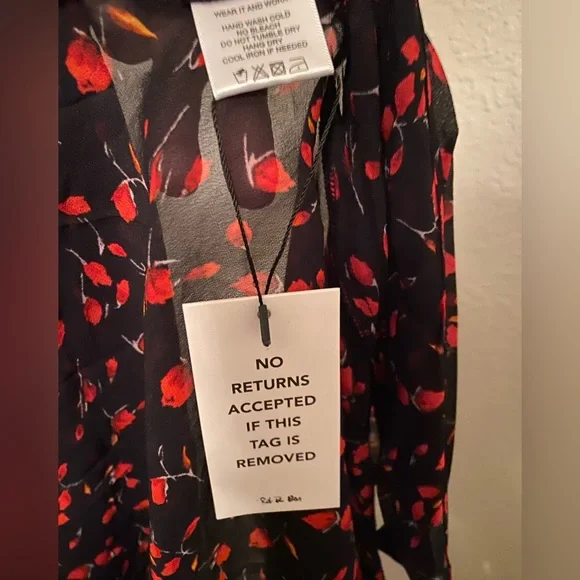 WEAR IT AND WORK
HAND WASH COLD
NO BLEACH
DO NOT TUMBLE DRY
HANG DRY
COOL IRON IF NEEDED
NO
RETURNS
ACCEPTED
IF THIS
TAG IS
REMOVED